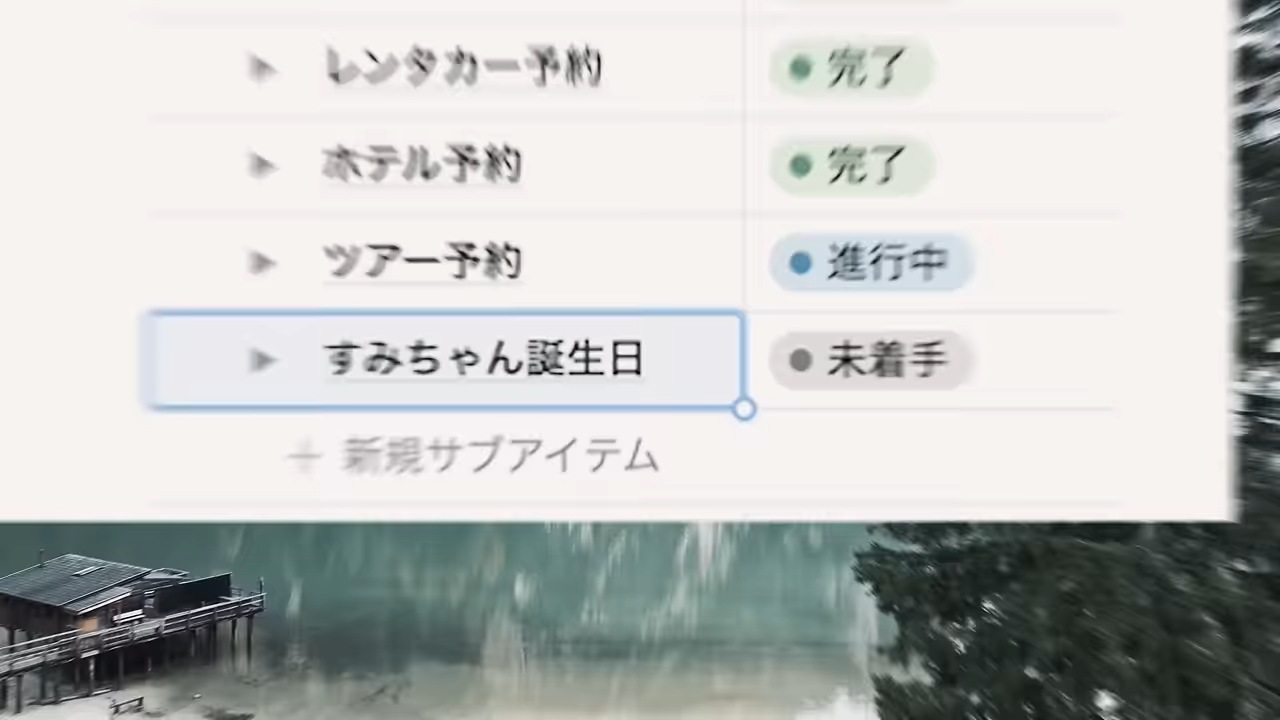 レンタカー予約 完了
ホテル予約 完了
ツアー予約 進行中
すみちゃん誕生日 未着手
+ 新規サブアイテム